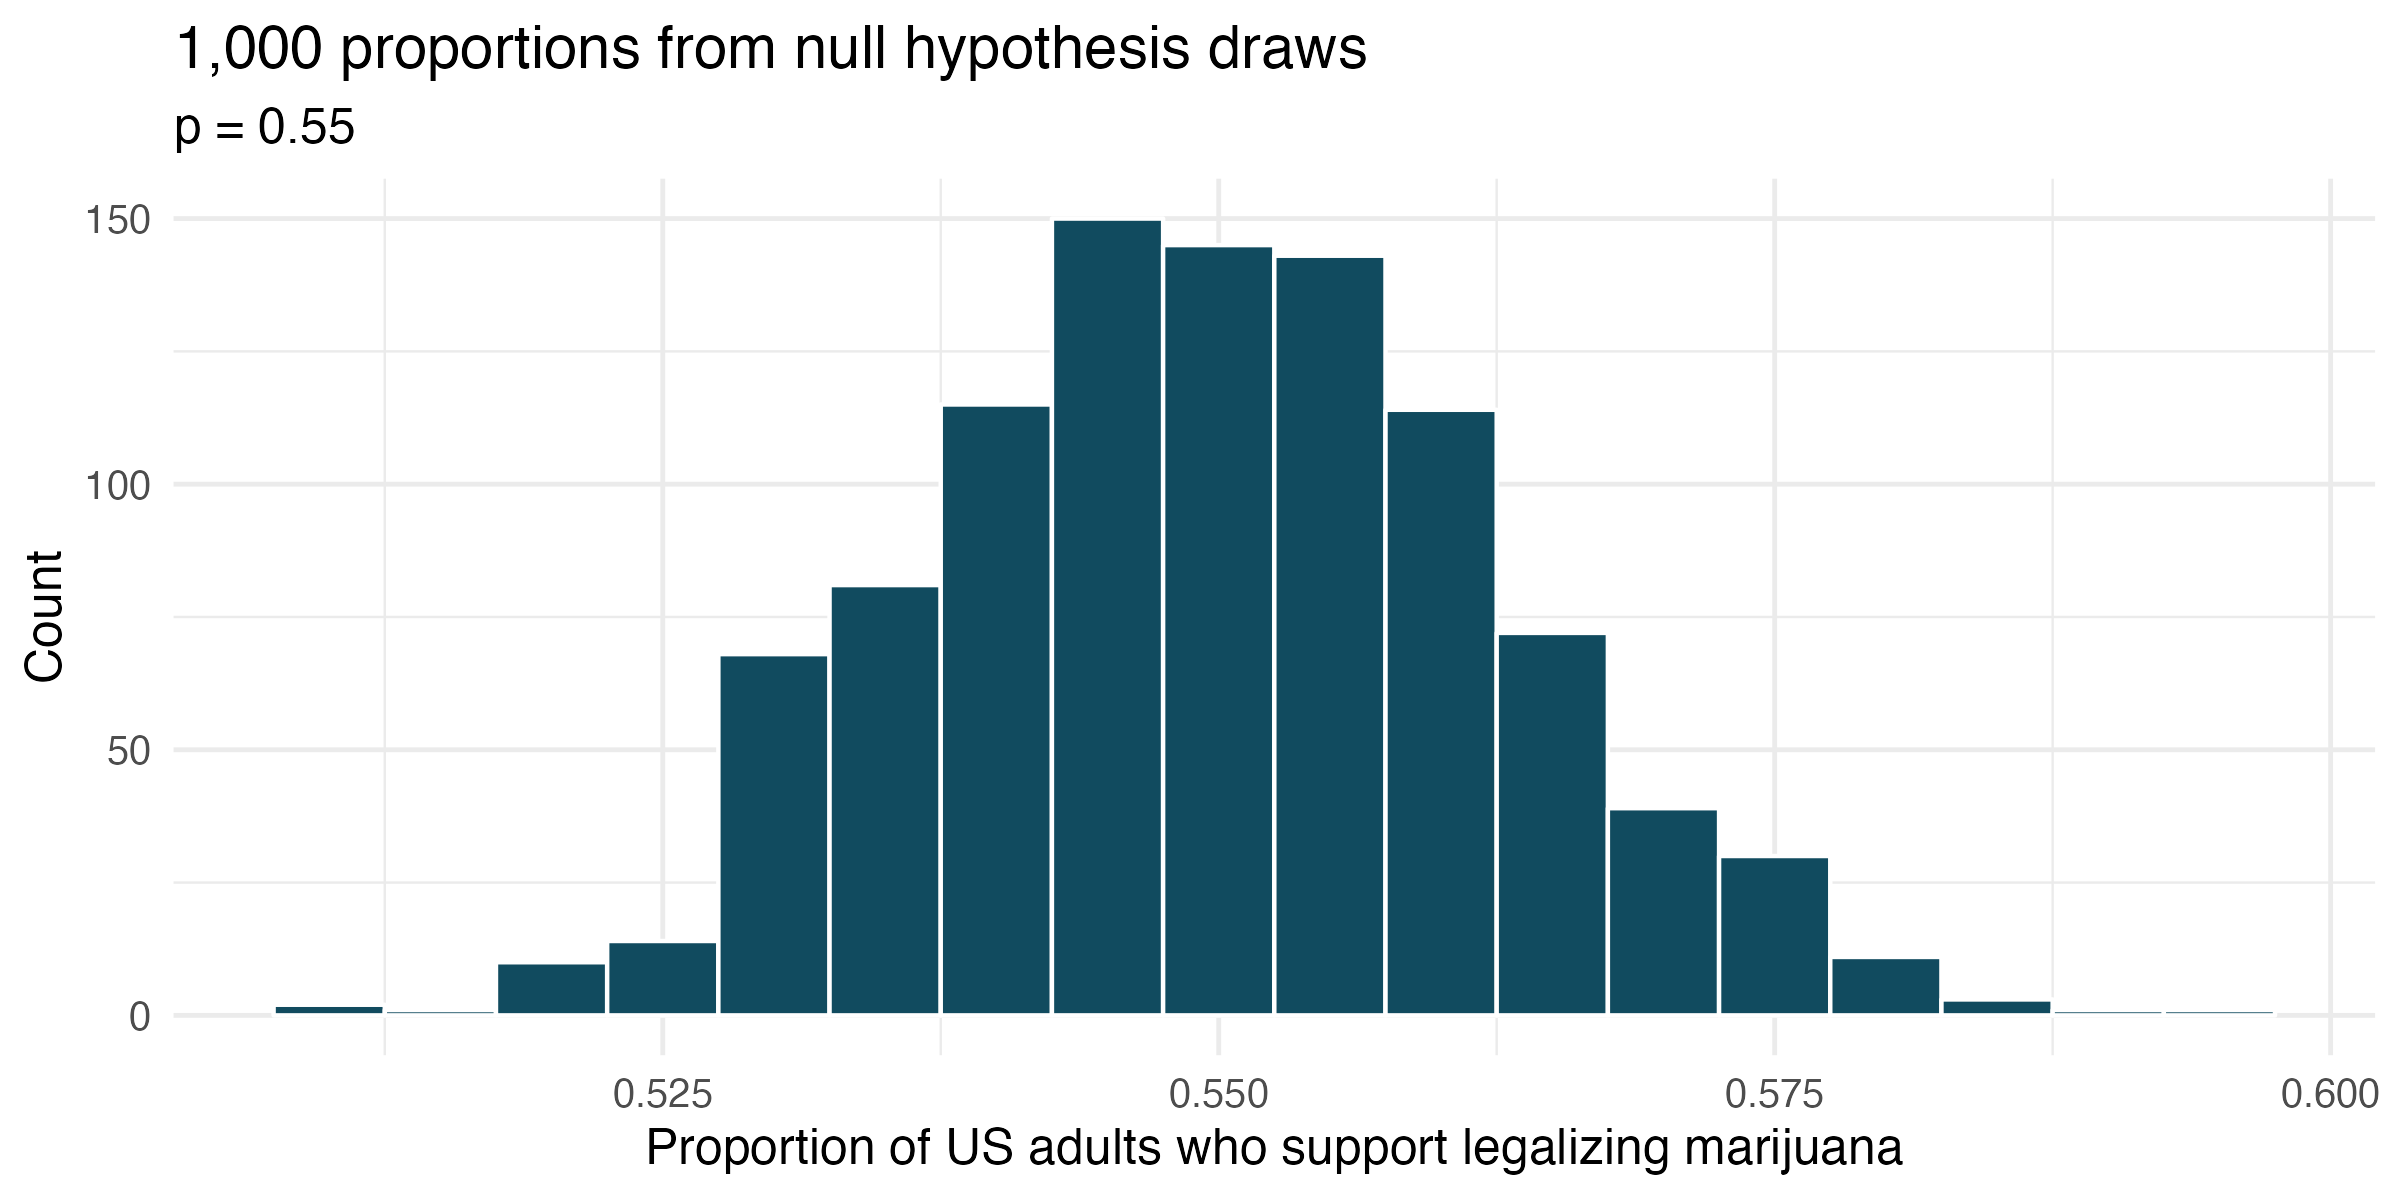 1,000 proportions from null hypothesis draws
p = 0.55
150
100
50
0
Count
0.525 0.550 0.575 0.600
Proportion of US adults who support legalizing marijuana